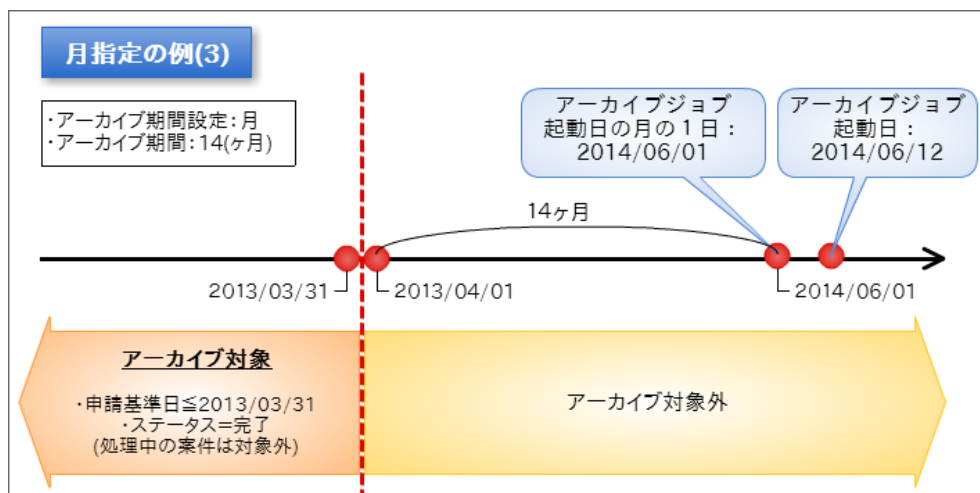 月指定の例(3)
・アーカイブ期間設定：月
・アーカイブ期間：14(ヶ月)
アーカイブジョブ
起動日の月の１日：
2014/06/01
アーカイブジョブ
起動日：
2014/06/12
14ヶ月
2013/03/31
2013/04/01
2014/06/01
アーカイブ対象
・申請基準日≦2013/03/31
・ステータス=完了
(処理中の案件は対象外)
アーカイブ対象外